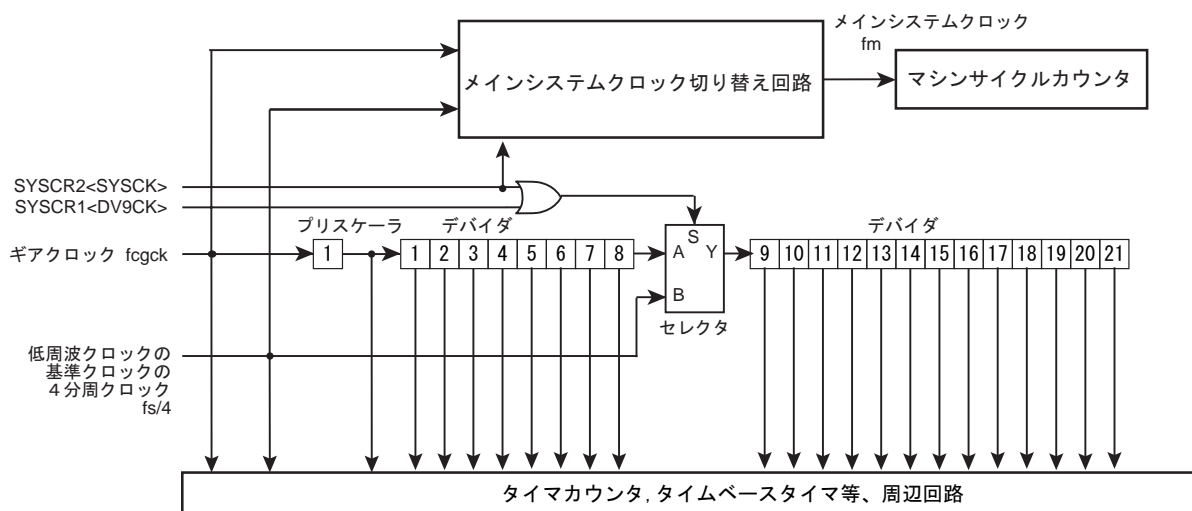 メインシステムクロック
fm
メインシステムクロック切り替え回路
マシンサイクルカウンタ
SYSCR2<SYSCK>
SYSCR1<DV9CK>
プリスケーラ
デバイダ
デバイダ
ギアクロック fcgck
1
1 2 3 4 5 6 7 8
S
A Y
B
セレクタ
9 10 11 12 13 14 15 16 17 18 19 20 21
低周波クロックの
基準クロックの
4分周クロック
fs/4
タイマカウンタ, タイムベースタイマ等、周辺回路